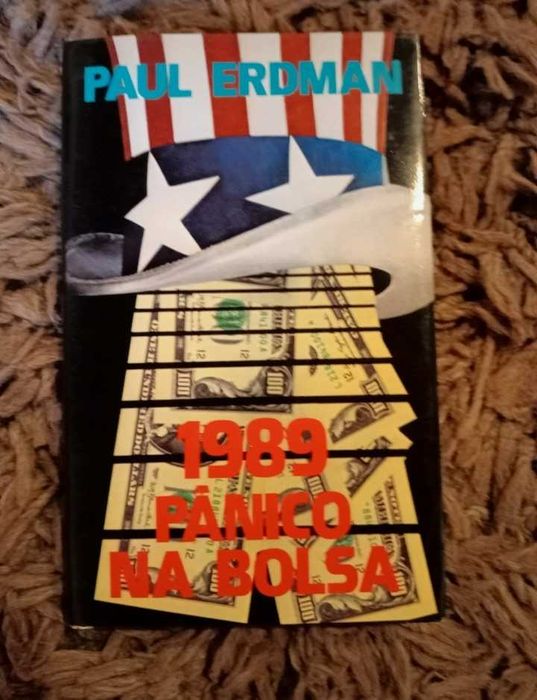 PAUL ERDMAN
1989
PÂNICO
NA BOLSA